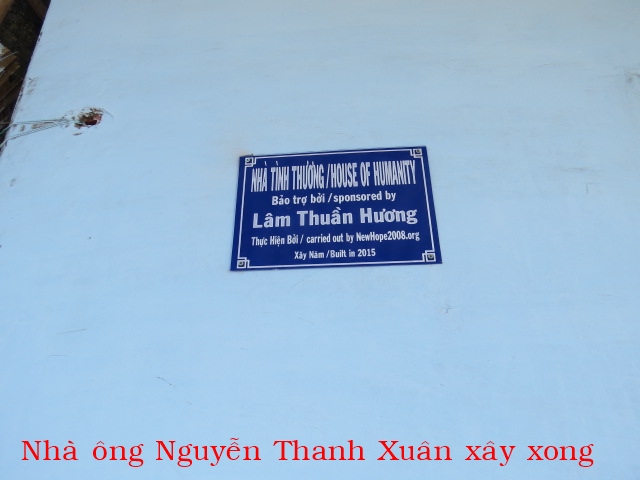 NHÀ TÌNH THƯƠNG /HOUSE OF HUMANITY
Bảo trợ bởi /sponsored by
Lâm Thuần Hương
Thực Hiện Bởi / carried out by NewHope2008.org
Xây Năm /Built in 2015
Nhà ông Nguyễn Thanh Xuân xây xong